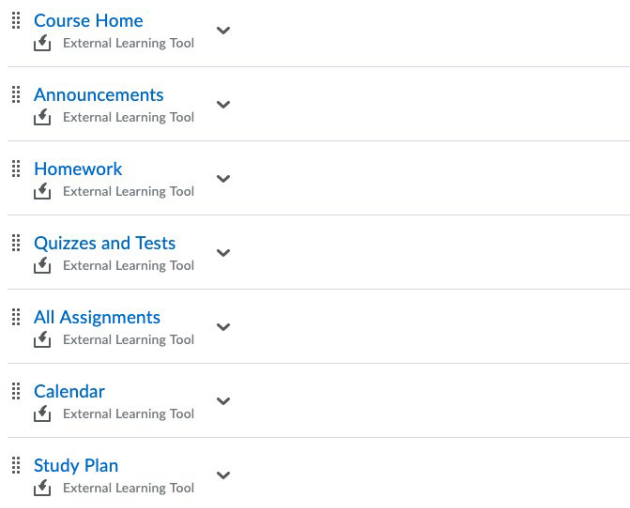 Course Home
External Learning Tool
Announcements
External Learning Tool
Homework
External Learning Tool
Quizzes and Tests
External Learning Tool
All Assignments
External Learning Tool
Calendar
External Learning Tool
Study Plan
External Learning Tool